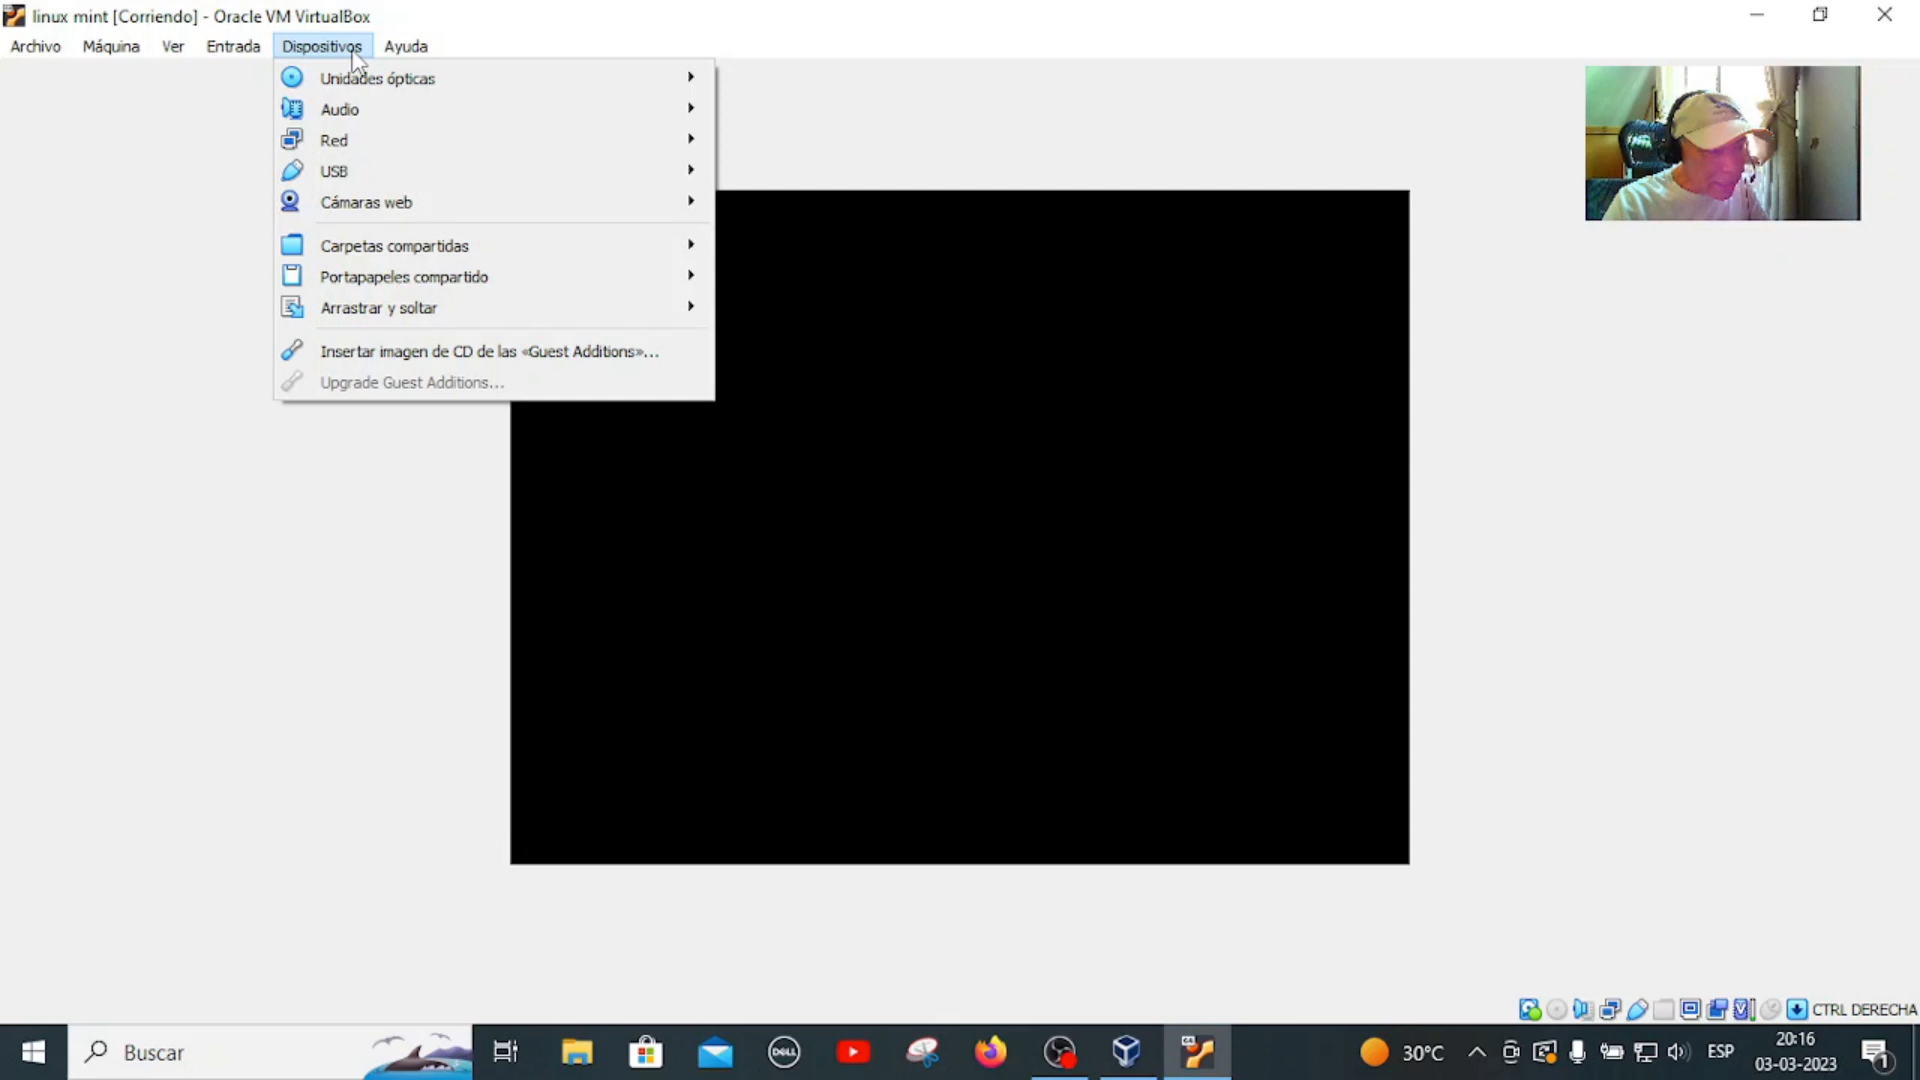 linux mint [Corriendo] - Oracle VM VirtualBox
Archivo Máquina Ver Entrada Dispositivos Ayuda
Unidades ópticas
Audio
Red
USB
Cámaras web
Carpetas compartidas
Portapapeles compartido
Arrastrar y soltar
Insertar imagen de CD de las «Guest Additions»...
Upgrade Guest Additions...
CTRL DERECHA
Buscar
DELL
30°C
ESP
20:16
03-03-2023
1